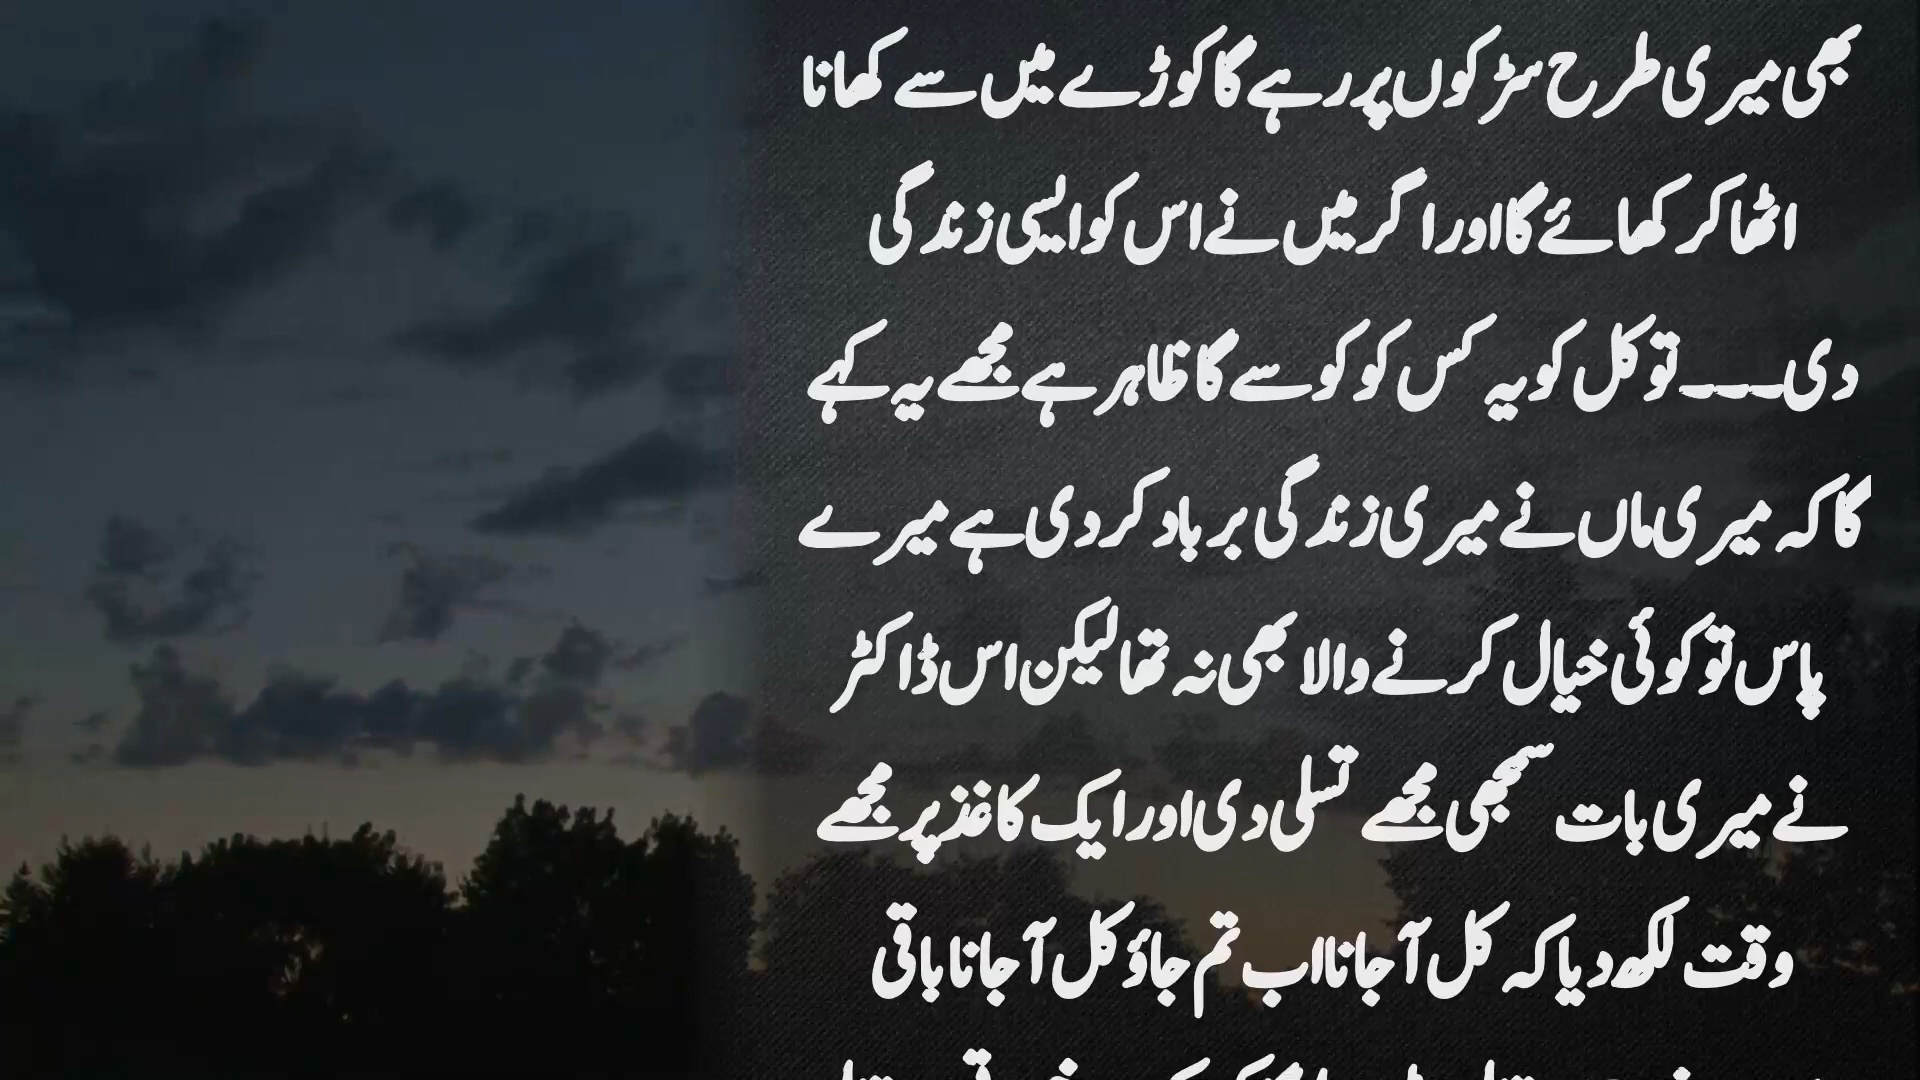 بھی میری طرح سڑکوں پر رہے گا کوڑے میں سے کھانا
اٹھا کر کھائے گا اور اگر میں نے اس کو ایسی زندگی
دی۔۔۔ تو کل کو یہ کس کو کوسے گا ظاہر ہے مجھے یہ کہے
گا کہ میری ماں نے میری زندگی برباد کر دی ہے میرے
پاس تو کوئی خیال کرنے والا بھی نہ تھا لیکن اس ڈاکٹر
نے میری بات سمجھی مجھے تسلی دی اور ایک کاغذ پر مجھے
وقت لکھ دیا کہ کل آجانا اب تم جاؤ کل آجانا باقی